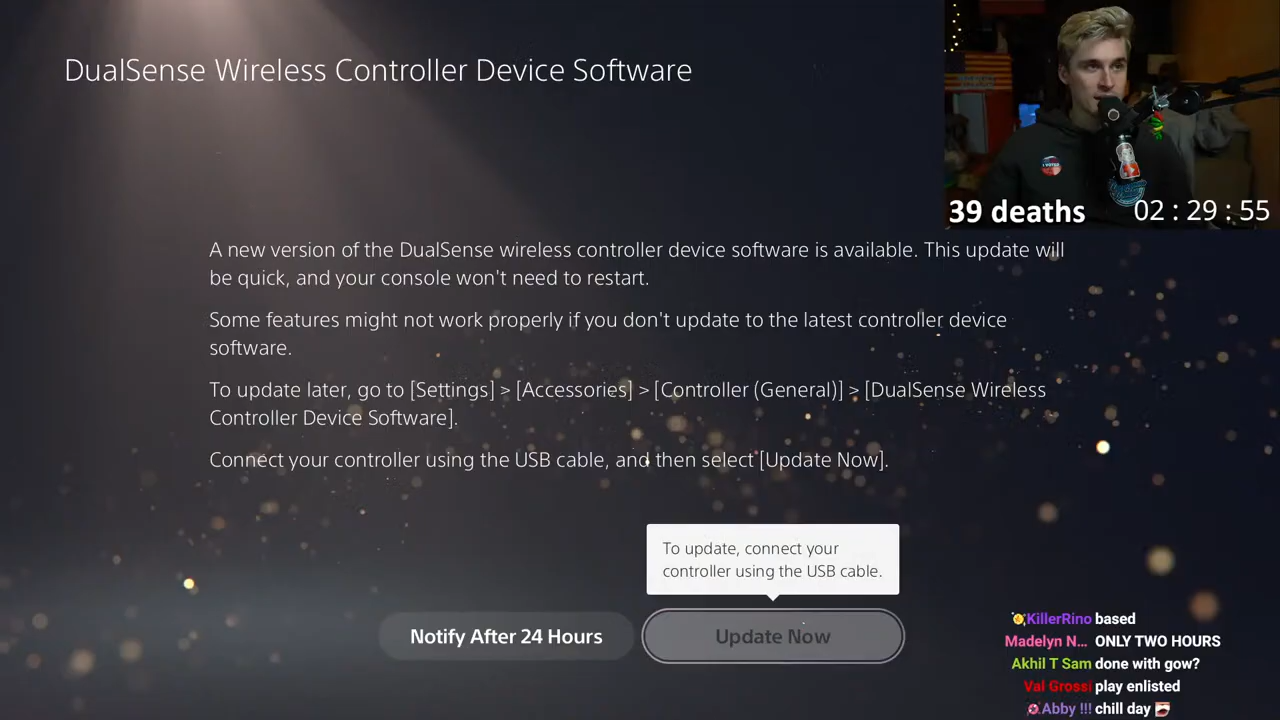 DualSense Wireless Controller Device Software
39 deaths
02 : 29 : 55
A new version of the DualSense wireless controller device software is available. This update will
be quick, and your console won't need to restart.
Some features might not work properly if you don't update to the latest controller device
software.
To update later, go to [Settings] > [Accessories] > [Controller (General)] > [DualSense Wireless
Controller Device Software].
Connect your controller using the USB cable, and then select [Update Now].
To update, connect your
controller using the USB cable.
Notify After 24 Hours
Update Now
KillerRino based
Madelyn N... ONLY TWO HOURS
Akhil T Sam done with gow?
Val Grossi play enlisted
Abby !!! chill day